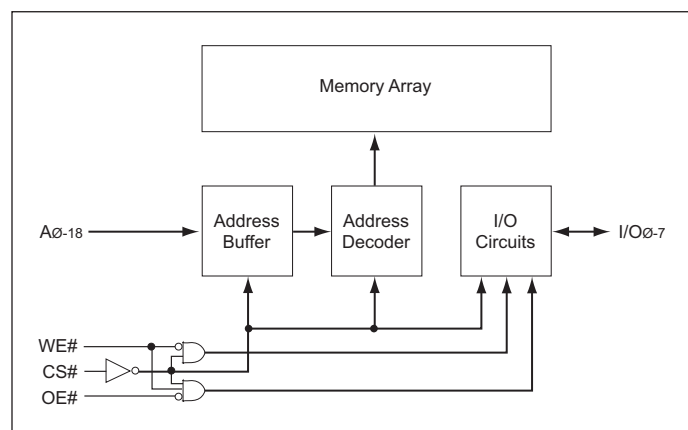 Memory Array
AØ-18
Address
Buffer
Address
Decoder
I/O
Circuits
I/OØ-7
WE#
CS#
OE#